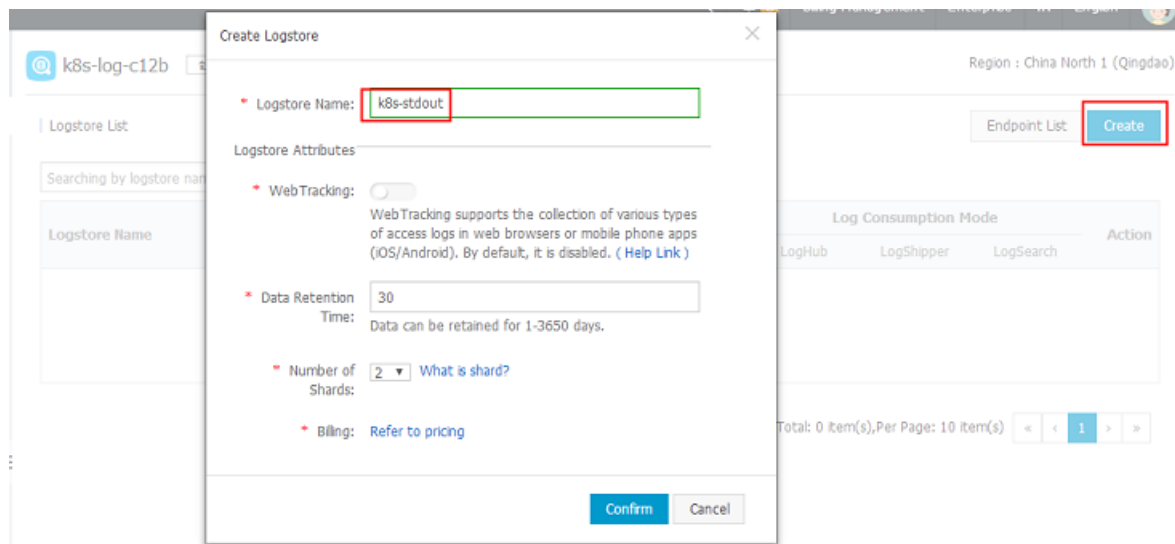 Create Logstore
k8s-log-c12b
Region : China North 1 (Qingdao)
* Logstore Name: k8s-stdout
Logstore List
Endpoint List Create
Logstore Attributes
Searching by logstore nam
* WebTracking:
WebTracking supports the collection of various types
of access logs in web browsers or mobile phone apps
(iOS/Android). By default, it is disabled. ( Help Link )
Logstore Name
Log Consumption Mode
Action
LogHub LogShipper LogSearch
* Data Retention Time: 30
Data can be retained for 1-3650 days.
* Number of Shards: 2 What is shard?
* Billing: Refer to pricing
Total: 0 item(s),Per Page: 10 item(s) « ‹ 1 › »
Confirm Cancel